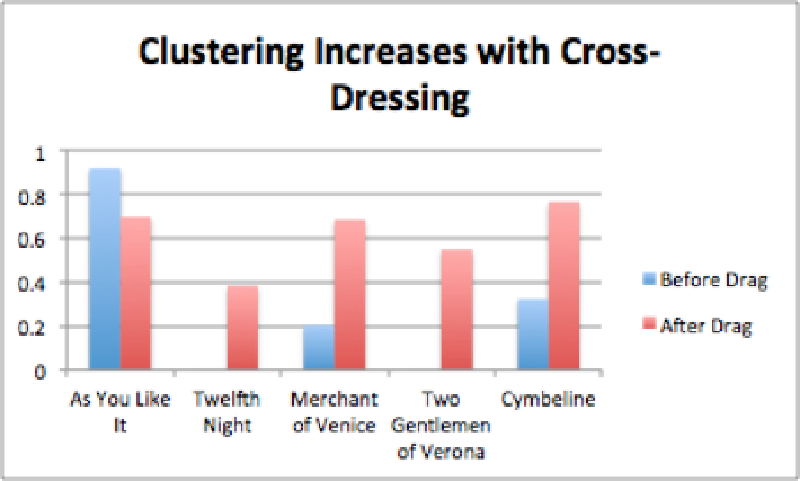 Clustering Increases with Cross-
Dressing
1
0.8
0.6
0.4
0.2
0
As You Like
It
Twelfth
Night
Merchant
of Venice
Two
Gentlemen
of Verona
Cymbeline
Before Drag
After Drag